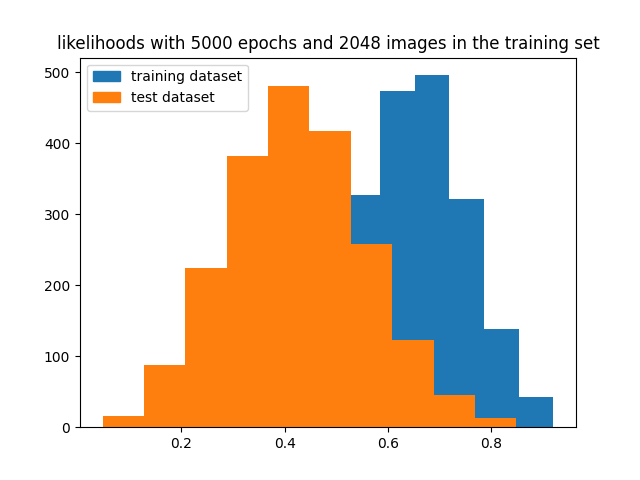 likelihoods with 5000 epochs and 2048 images in the training set
training dataset
test dataset
500
400
300
200
100
0
0.2 0.4 0.6 0.8